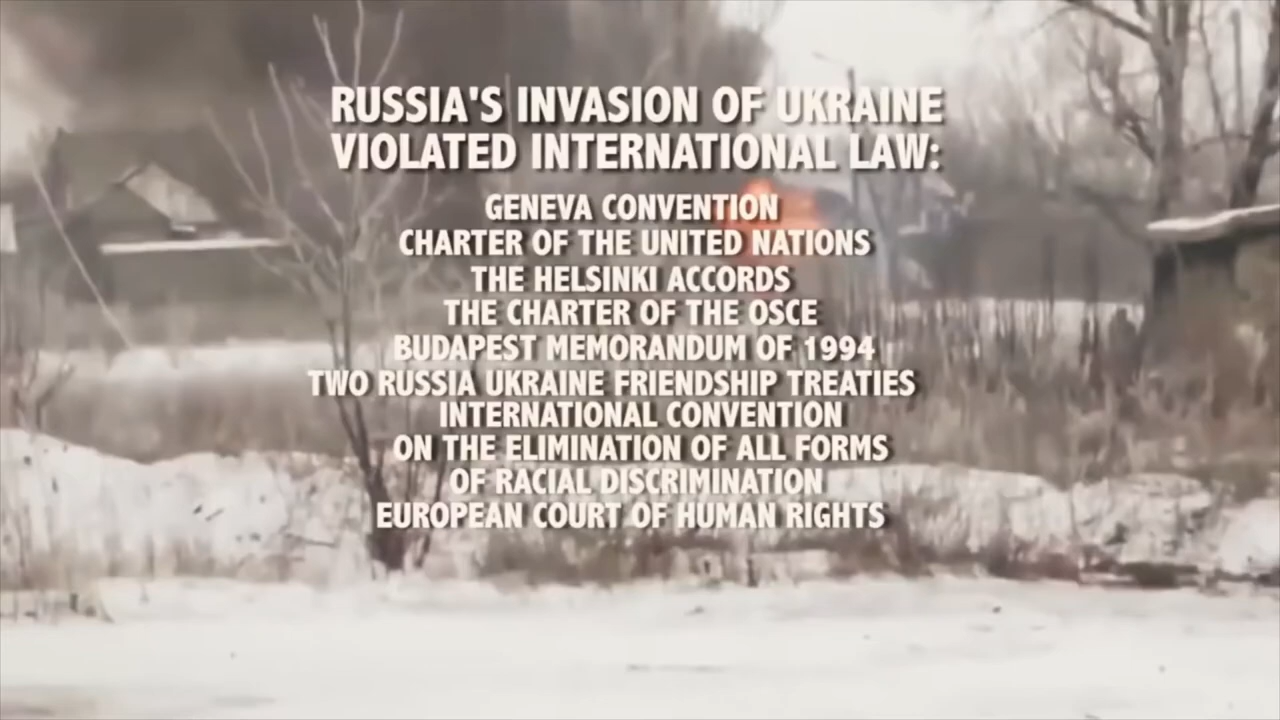 RUSSIA'S INVASION OF UKRAINE
VIOLATED INTERNATIONAL LAW:
GENEVA CONVENTION
CHARTER OF THE UNITED NATIONS
THE HELSINKI ACCORDS
THE CHARTER OF THE OSCE
BUDAPEST MEMORANDUM OF 1994
TWO RUSSIA UKRAINE FRIENDSHIP TREATIES
INTERNATIONAL CONVENTION
ON THE ELIMINATION OF ALL FORMS
OF RACIAL DISCRIMINATION
EUROPEAN COURT OF HUMAN RIGHTS